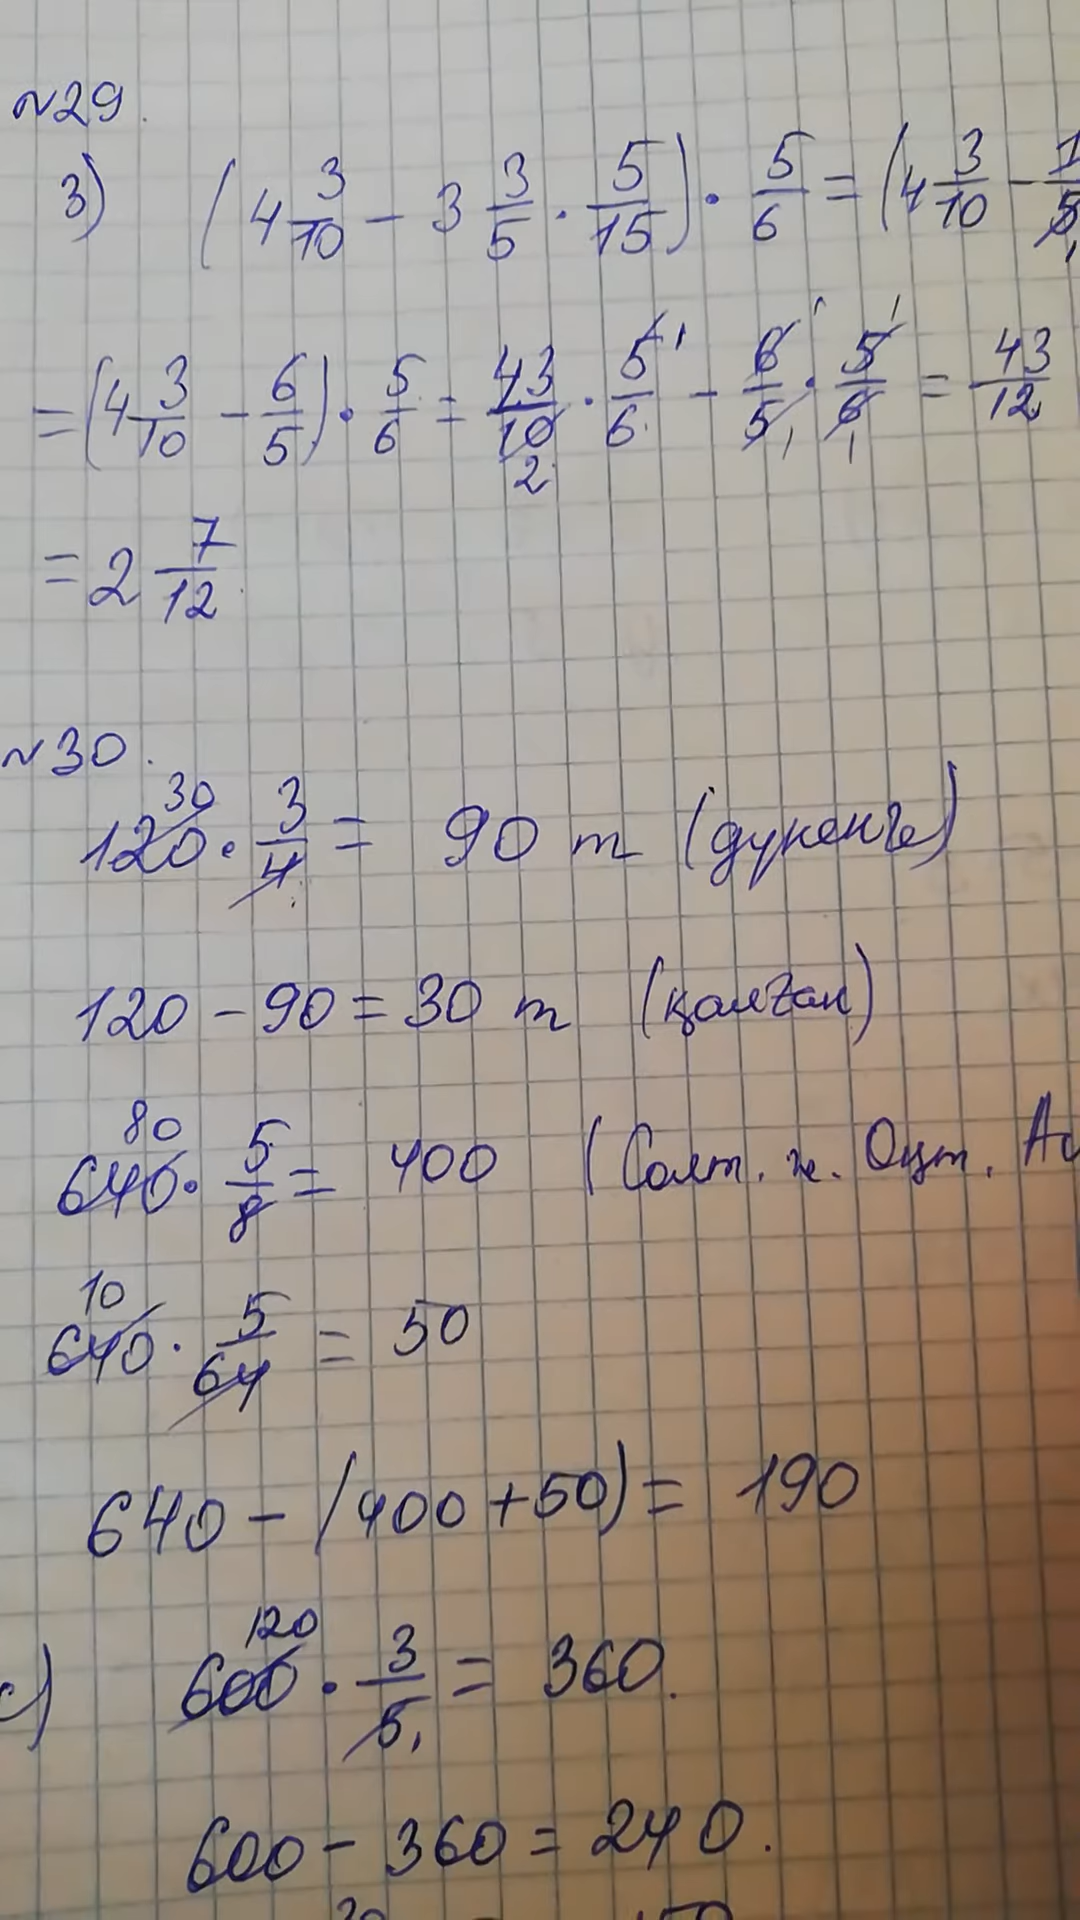 №29.
3) (4 3/10 - 3 3/5 · 5/15) · 5/6 = (4 3/10 -
= (4 3/10 - 6/5) · 5/6 = 43/10 · 5/6 - 6/5 · 5/6 = 43/12
= 2 7/12
№30.
120 · 3/4 = 90 т (дүкенге)
120 - 90 = 30 т (қалған)
640 · 5/8 = 400 (Солт. ж. Оңт.
640 · 5/64 = 50
640 - (400 + 50) = 190
с) 600 · 3/5 = 360.
600 - 360 = 240.